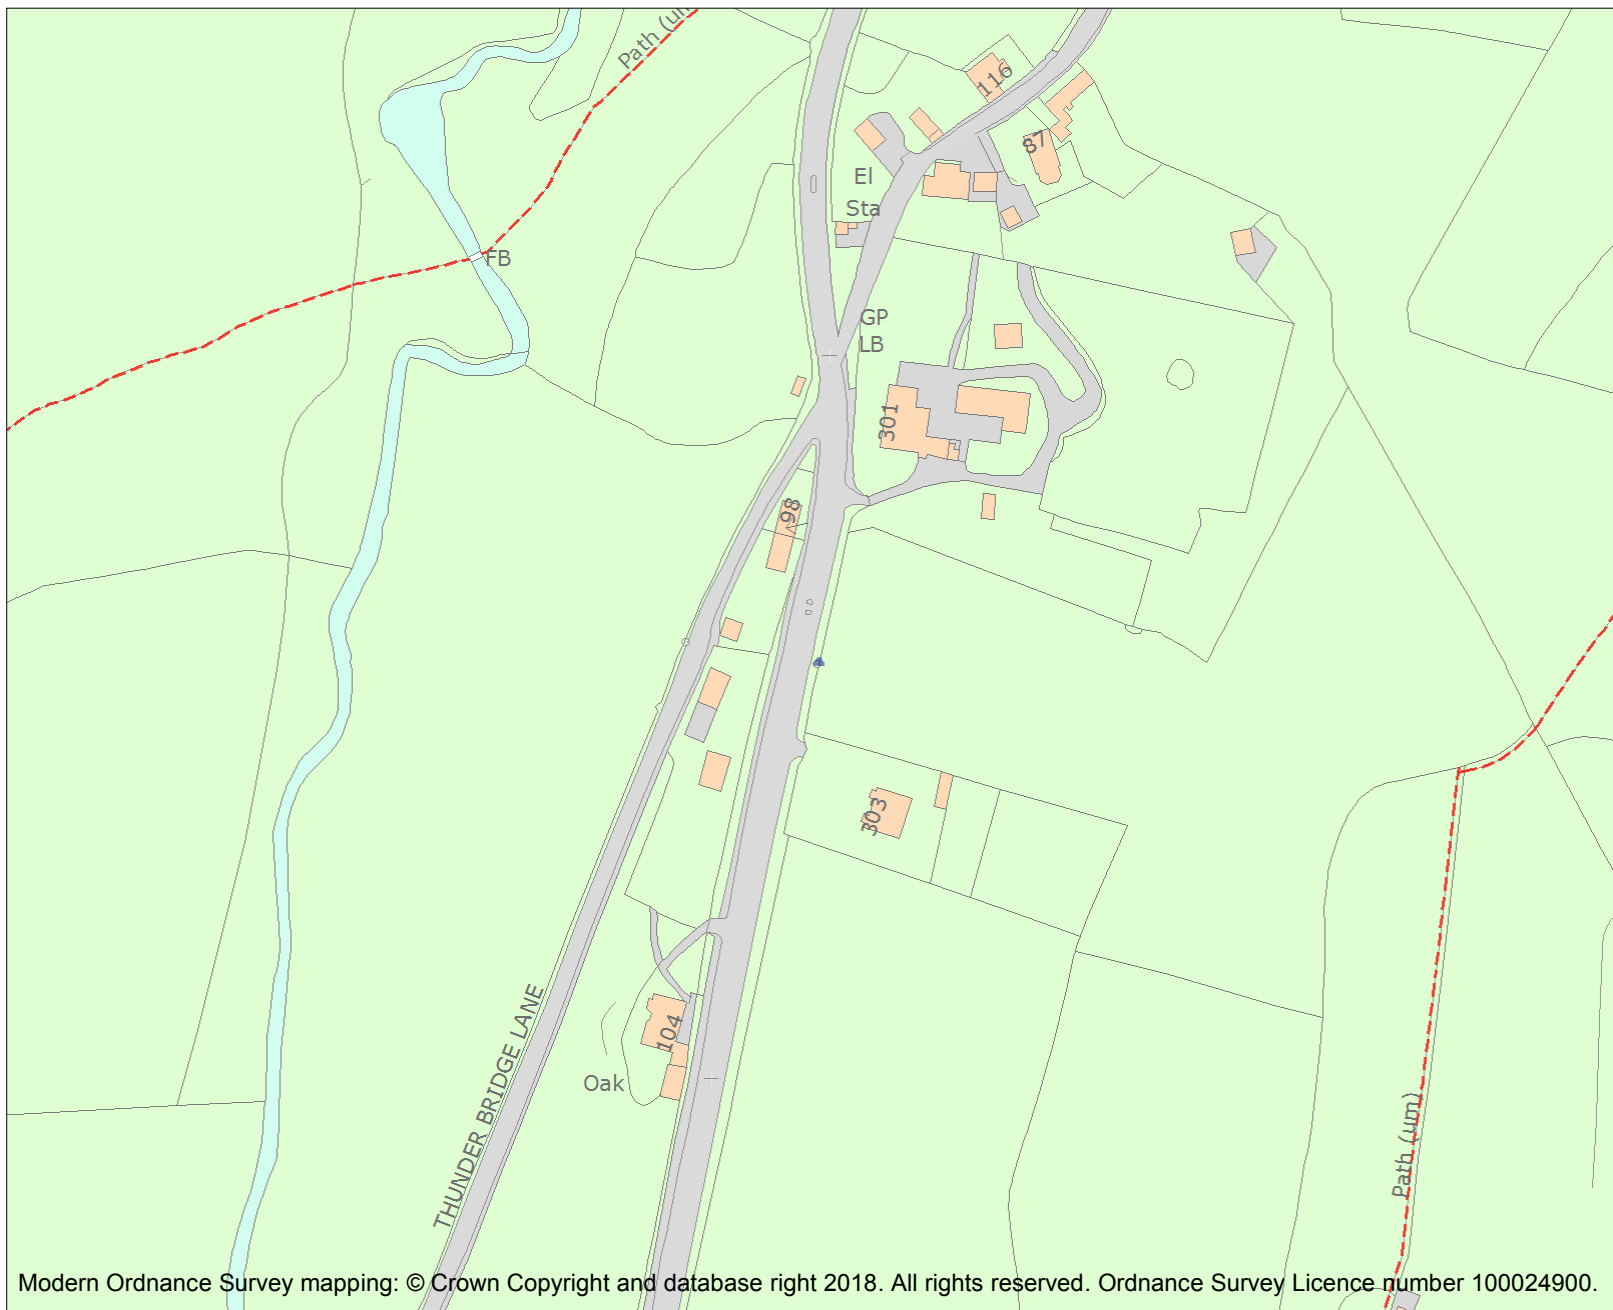 Path (um
116
87
El
Sta
FB
GP
LB
301
98
303
104
Oak
THUNDER BRIDGE LANE
Path (um)
Modern Ordnance Survey mapping: © Crown Copyright and database right 2018. All rights reserved. Ordnance Survey Licence number 100024900.